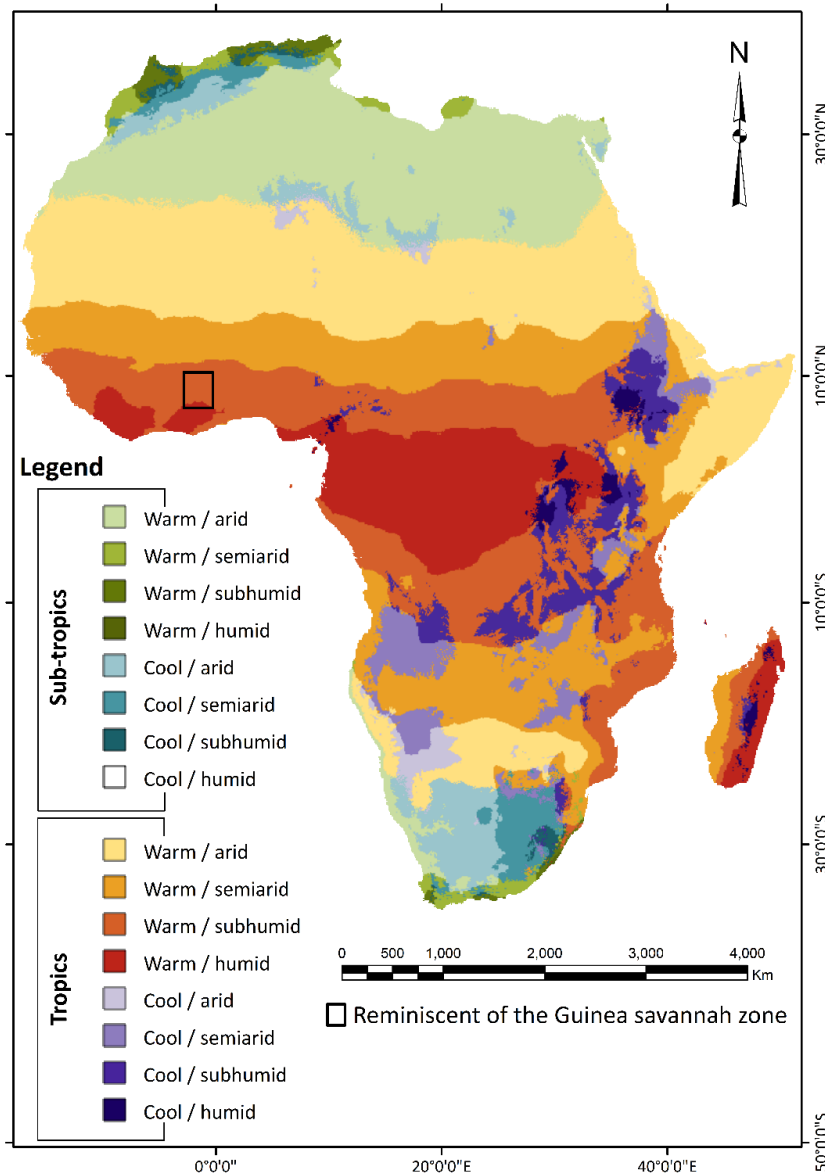 N
30°0'0"N
10°0'0"N
Legend
Sub-tropics
Warm / arid
Warm / semiarid
Warm / subhumid
Warm / humid
Cool / arid
Cool / semiarid
Cool / subhumid
Cool / humid
10°0'0"S
Tropics
Warm / arid
Warm / semiarid
Warm / subhumid
Warm / humid
Cool / arid
Cool / semiarid
Cool / subhumid
Cool / humid
30°0'0"S
0 500 1,000 2,000 3,000 4,000
Km
Reminiscent of the Guinea savannah zone
50°0'0"S
0°0'0" 20°0'0"E 40°0'0"E